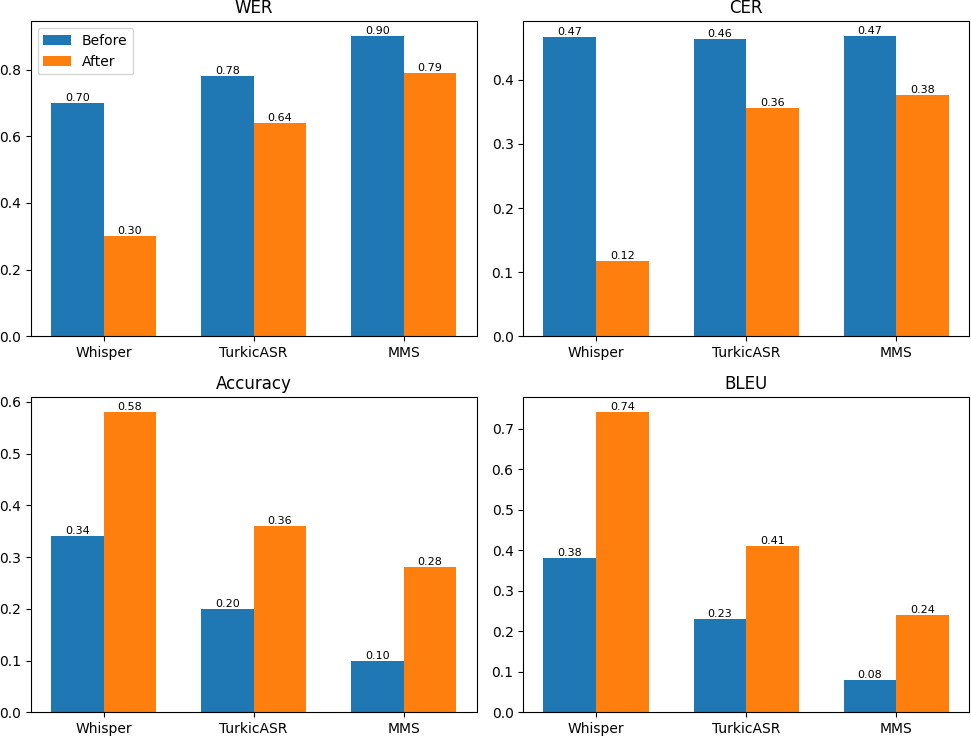 WER
Before
After
0.70
0.30
0.78
0.64
0.90
0.79
0.0
0.2
0.4
0.6
0.8
Whisper
TurkicASR
MMS
CER
0.47
0.12
0.46
0.36
0.47
0.38
0.0
0.1
0.2
0.3
0.4
Whisper
TurkicASR
MMS
Accuracy
0.34
0.58
0.20
0.36
0.10
0.28
0.0
0.1
0.2
0.3
0.4
0.5
0.6
Whisper
TurkicASR
MMS
BLEU
0.38
0.74
0.23
0.41
0.08
0.24
0.0
0.1
0.2
0.3
0.4
0.5
0.6
0.7
Whisper
TurkicASR
MMS